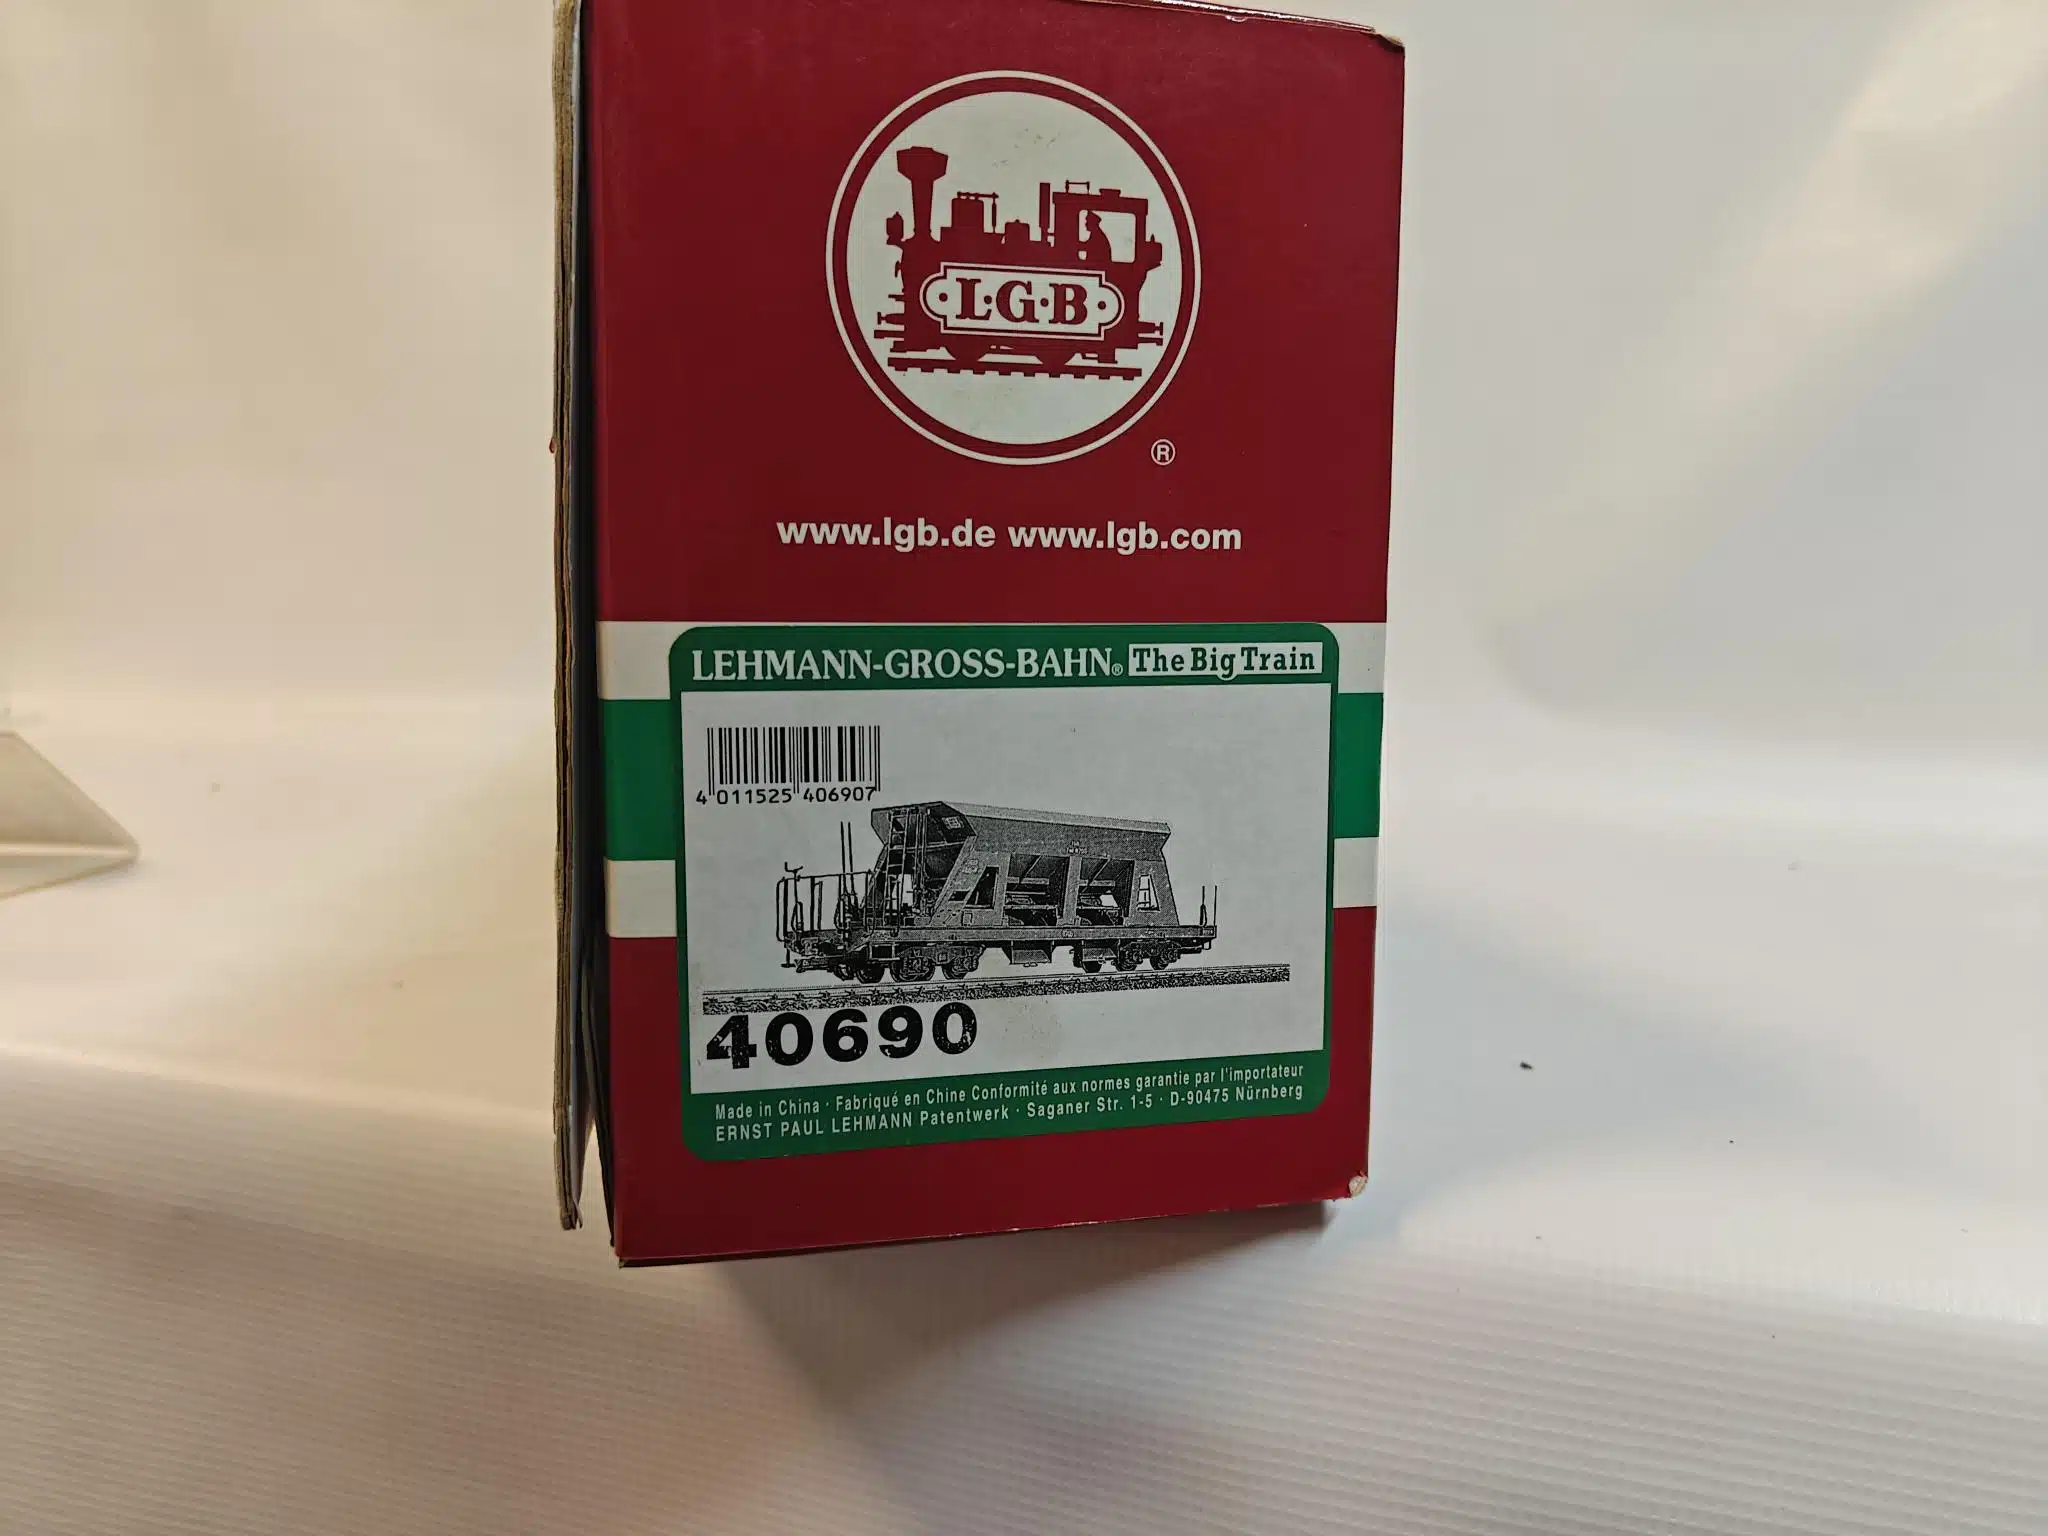 L·G·B
®
www.lgb.de www.lgb.com
LEHMANN-GROSS-BAHN® The Big Train
4 011525 406907
40690
Made in China · Fabriqué en Chine Conformité aux normes garantie par l'importateur
ERNST PAUL LEHMANN Patentwerk · Saganer Str. 1-5 · D-90475 Nürnberg